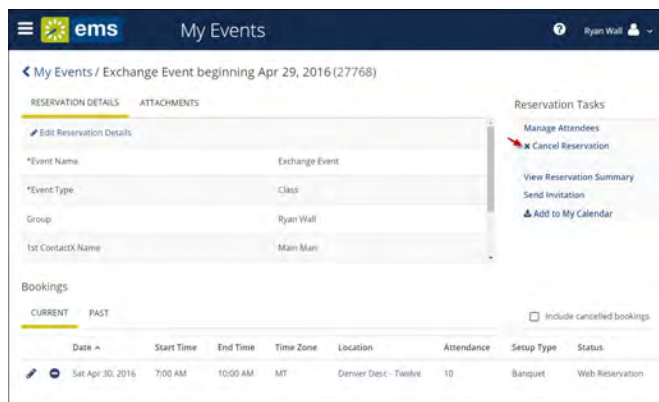 ems My Events Ryan Wall
My Events / Exchange Event beginning Apr 29, 2016 (27768)
RESERVATION DETAILS ATTACHMENTS
Edit Reservation Details
*Event Name Exchange Event
*Event Type Class
Group Ryan Wall
1st ContactX Name Main Man
Reservation Tasks
Manage Attendees
Cancel Reservation
View Reservation Summary
Send Invitation
Add to My Calendar
Bookings
CURRENT PAST
Include cancelled bookings
Date Start Time End Time Time Zone Location Attendance Setup Type Status
Sat Apr 30, 2016 7:00 AM 10:00 AM MT Denver Desc - Twelve 10 Banquet Web Reservation